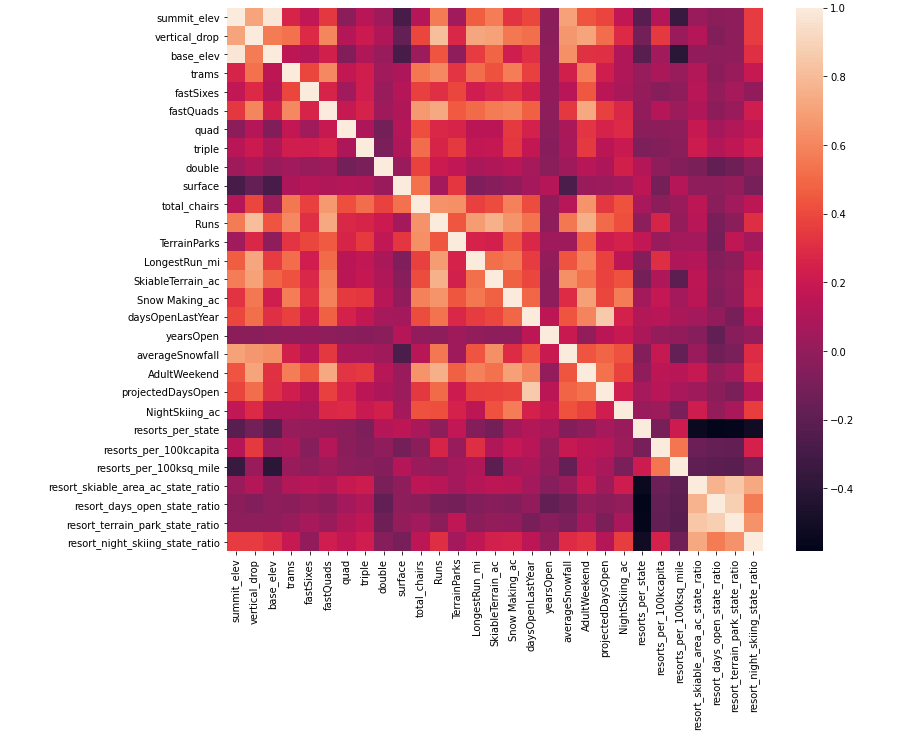 summit_elev
vertical_drop
base_elev
trams
fastSixes
fastQuads
quad
triple
double
surface
total_chairs
Runs
TerrainParks
LongestRun_mi
SkiableTerrain_ac
Snow Making_ac
daysOpenLastYear
yearsOpen
averageSnowfall
AdultWeekend
projectedDaysOpen
NightSkiing_ac
resorts_per_state
resorts_per_100kcapita
resorts_per_100ksq_mile
resort_skiable_area_ac_state_ratio
resort_days_open_state_ratio
resort_terrain_park_state_ratio
resort_night_skiing_state_ratio
summit_elev
vertical_drop
base_elev
trams
fastSixes
fastQuads
quad
triple
double
surface
total_chairs
Runs
TerrainParks
LongestRun_mi
SkiableTerrain_ac
Snow Making_ac
daysOpenLastYear
yearsOpen
averageSnowfall
AdultWeekend
projectedDaysOpen
NightSkiing_ac
resorts_per_state
resorts_per_100kcapita
resorts_per_100ksq_mile
resort_skiable_area_ac_state_ratio
resort_days_open_state_ratio
resort_terrain_park_state_ratio
resort_night_skiing_state_ratio
1.0
0.8
0.6
0.4
0.2
0.0
−0.2
−0.4